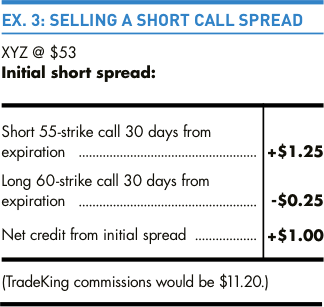 EX. 3: SELLING A SHORT CALL SPREAD
XYZ @ $53
Initial short spread:
Short 55-strike call 30 days from
expiration ................................................ +$1.25
Long 60-strike call 30 days from
expiration ................................................ -$0.25
Net credit from initial spread ................. +$1.00
(TradeKing commissions would be $11.20.)